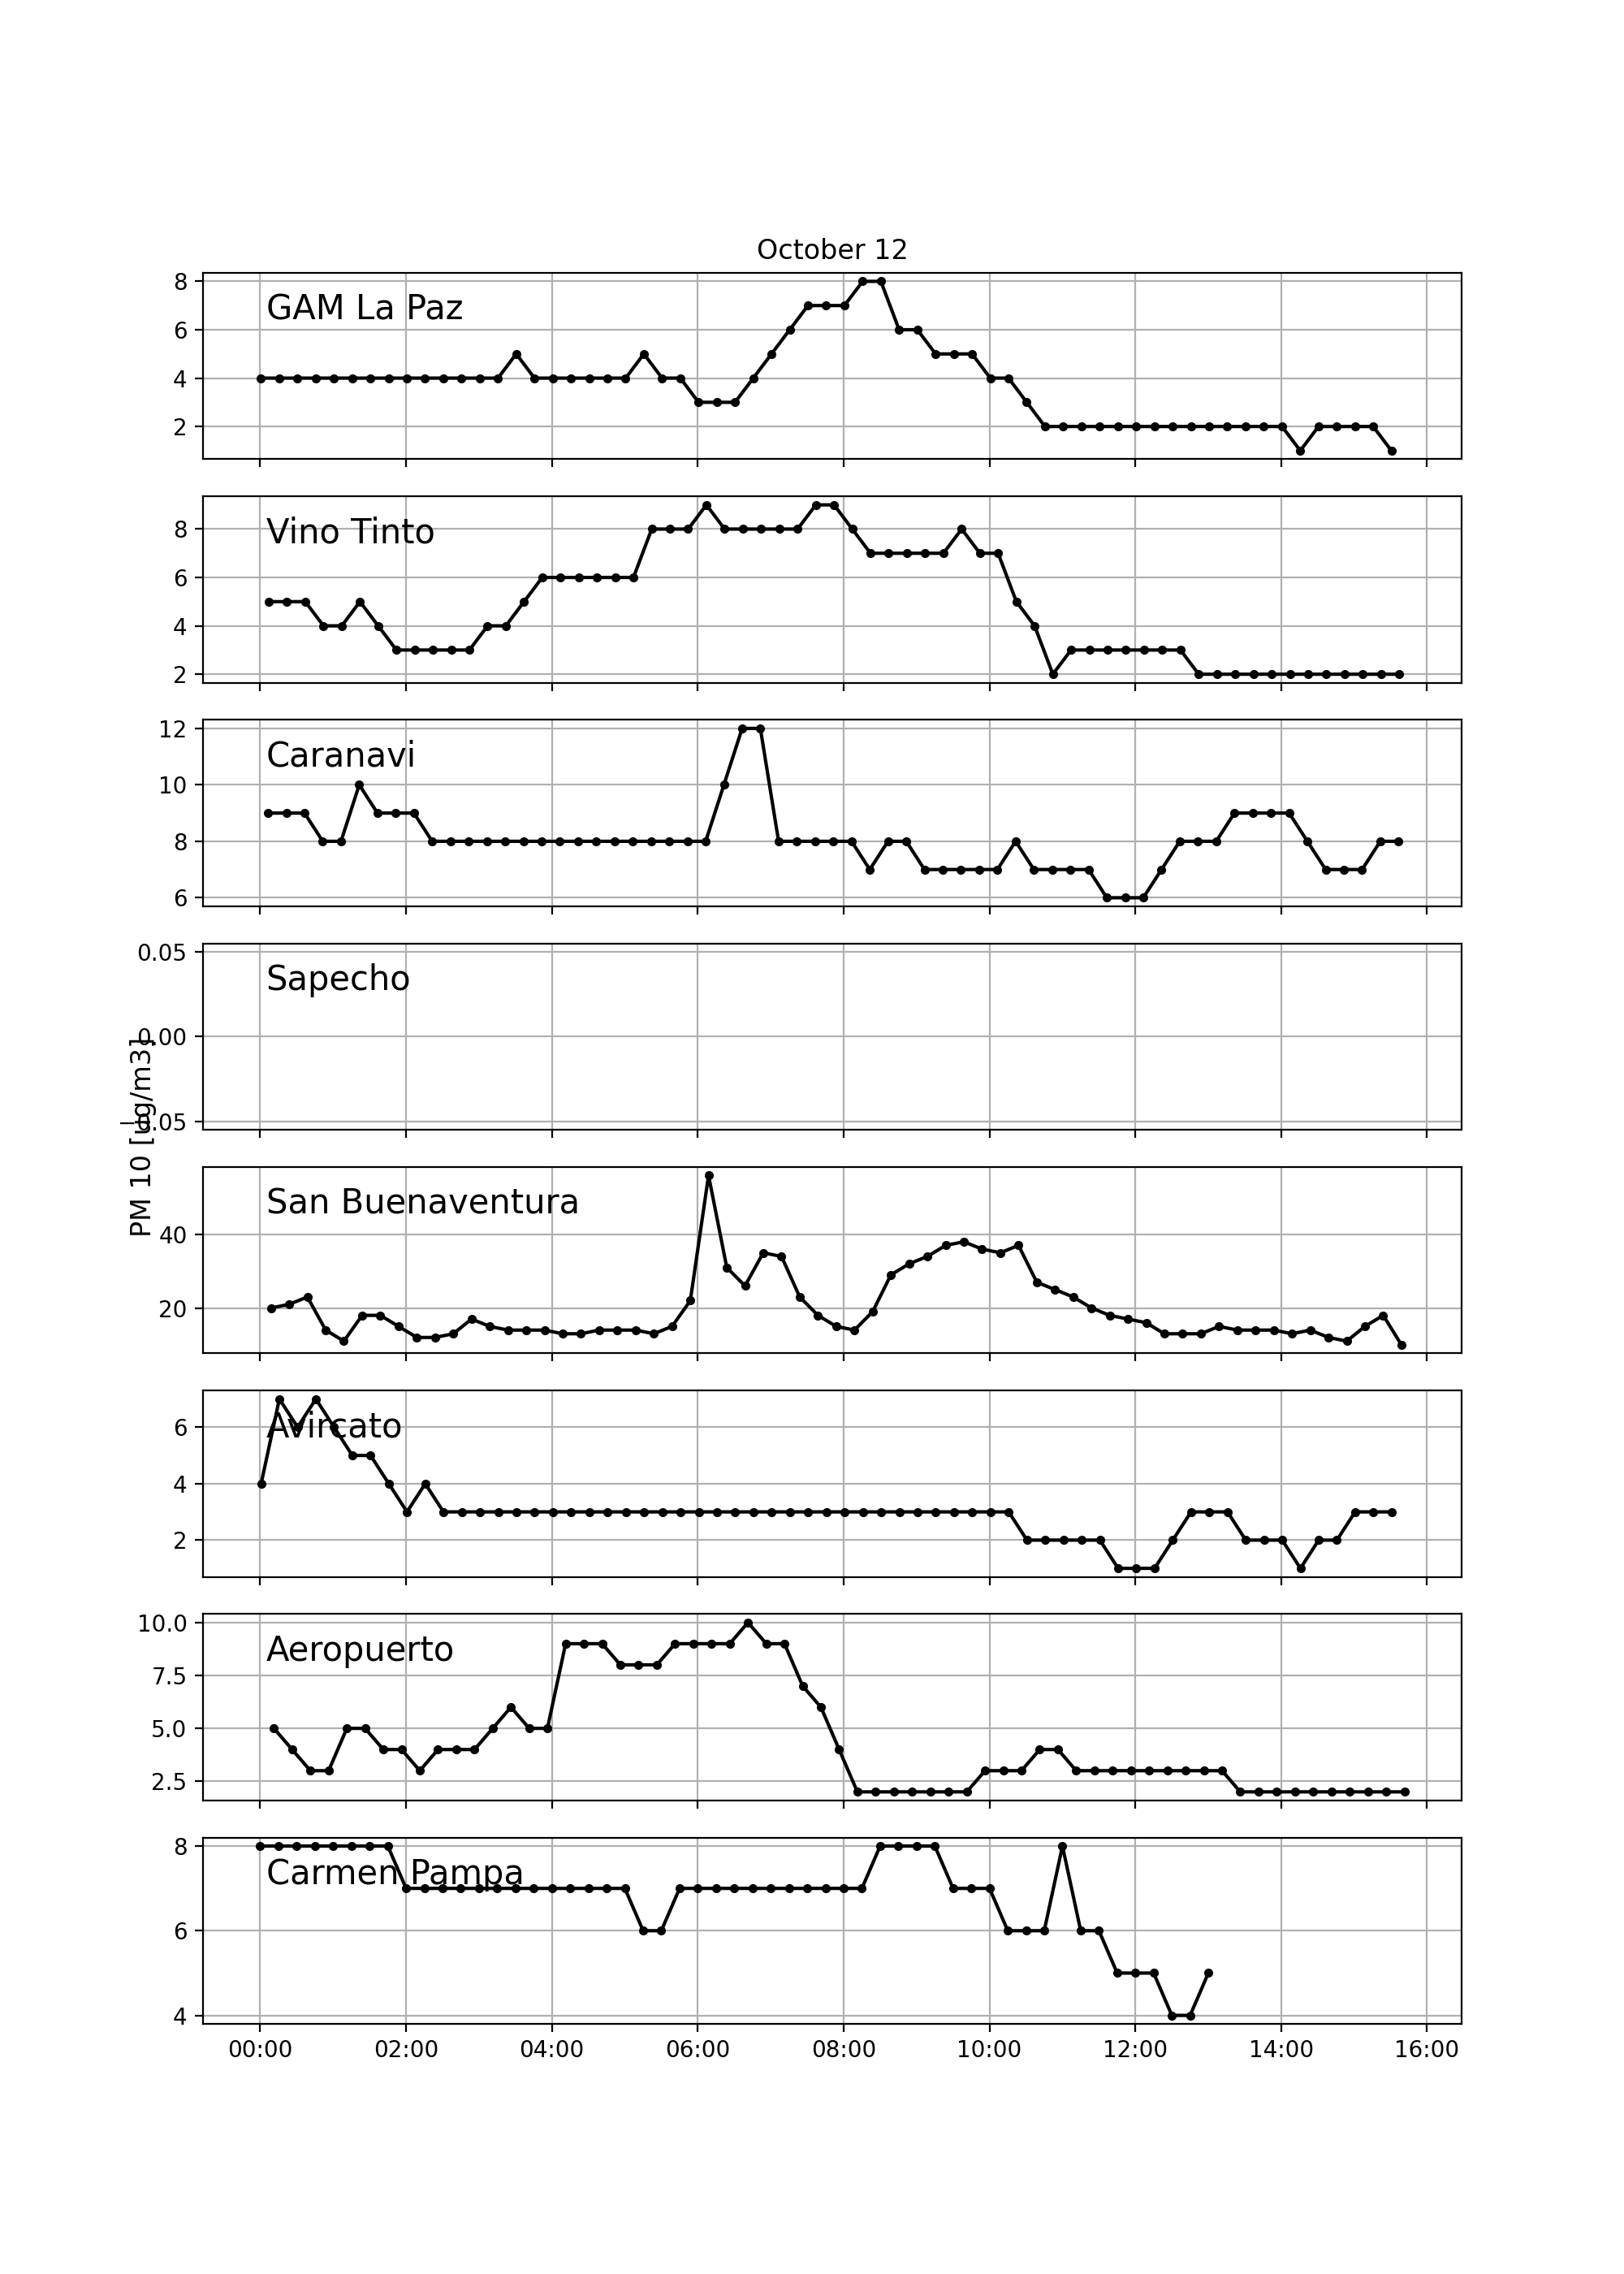 October 12
8
6
4
2
GAM La Paz
8
6
4
2
Vino Tinto
12
10
8
6
Caranavi
0.05
0.00
−0.05
Sapecho
PM 10 [ug/m3]
40
20
San Buenaventura
6
4
2
Avircato
10.0
7.5
5.0
2.5
Aeropuerto
8
6
4
Carmen Pampa
00:00 02:00 04:00 06:00 08:00 10:00 12:00 14:00 16:00